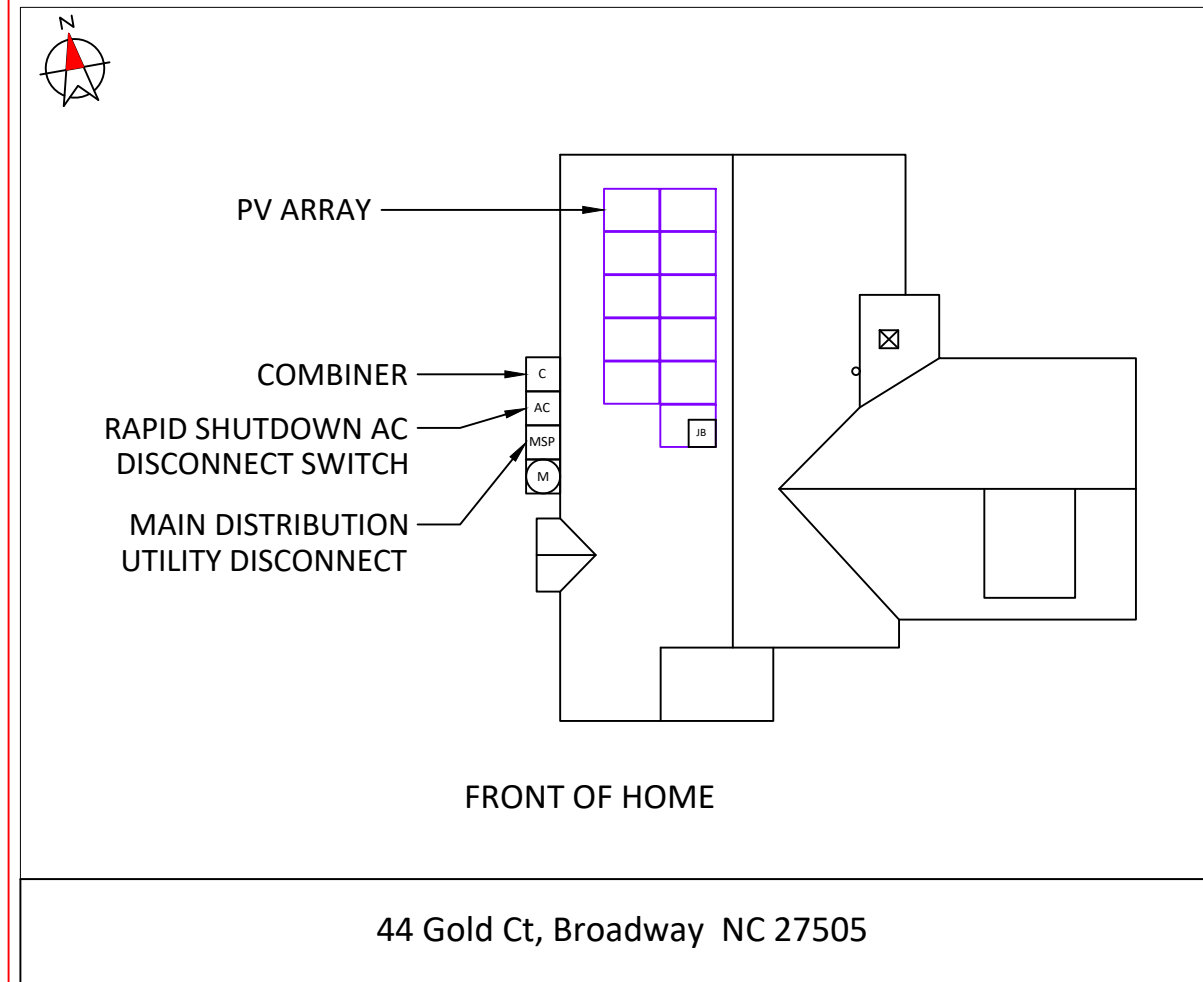 N
PV ARRAY
COMBINER
C
RAPID SHUTDOWN AC
DISCONNECT SWITCH
AC
MSP
M
JB
MAIN DISTRIBUTION
UTILITY DISCONNECT
FRONT OF HOME
44 Gold Ct, Broadway NC 27505